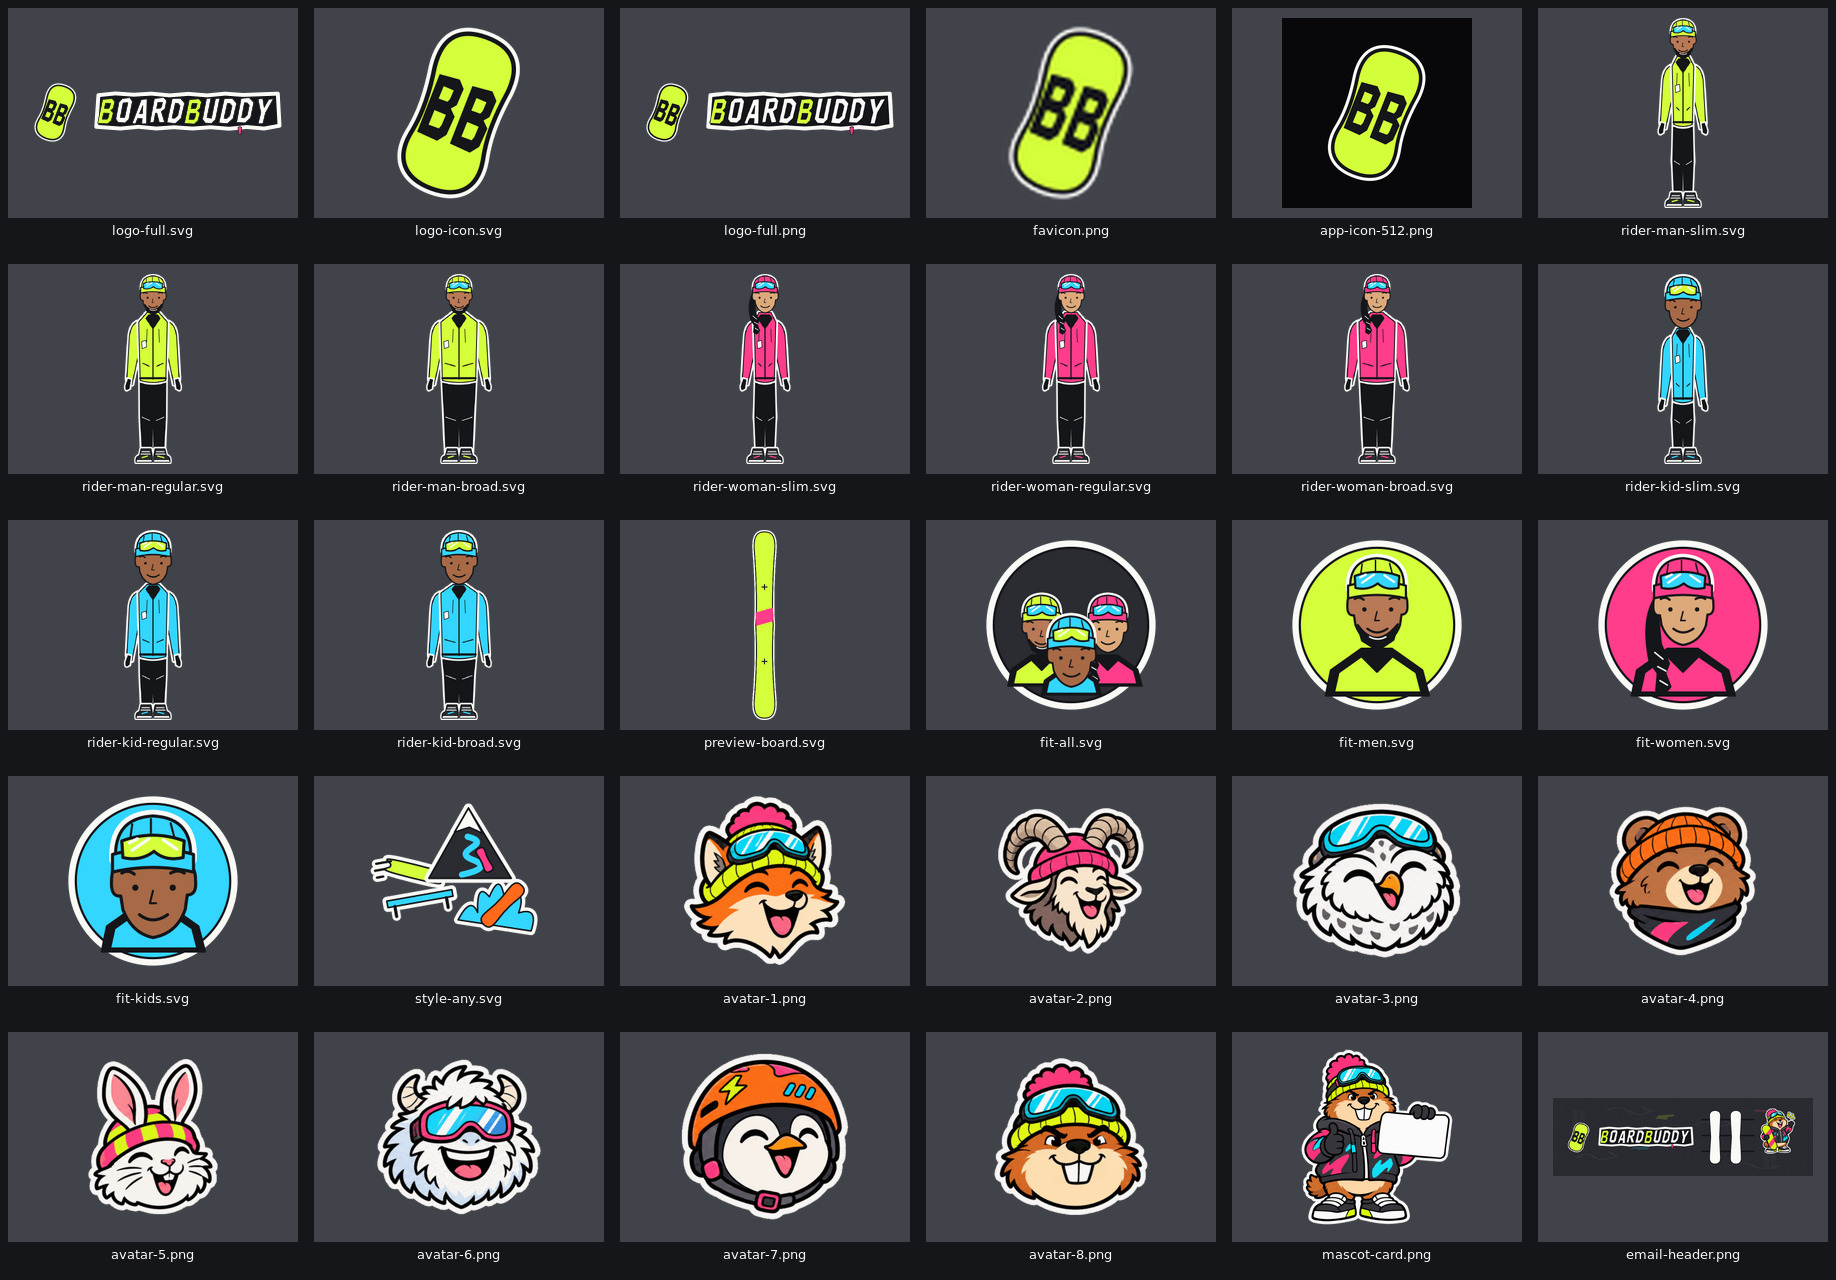 BB BOARDBUDDY
BB
BB BOARDBUDDY
BB
BB
logo-full.svg
logo-icon.svg
logo-full.png
favicon.png
app-icon-512.png
rider-man-slim.svg
rider-man-regular.svg
rider-man-broad.svg
rider-woman-slim.svg
rider-woman-regular.svg
rider-woman-broad.svg
rider-kid-slim.svg
rider-kid-regular.svg
rider-kid-broad.svg
preview-board.svg
fit-all.svg
fit-men.svg
fit-women.svg
fit-kids.svg
style-any.svg
avatar-1.png
avatar-2.png
avatar-3.png
avatar-4.png
BB BOARDBUDDY
avatar-5.png
avatar-6.png
avatar-7.png
avatar-8.png
mascot-card.png
email-header.png